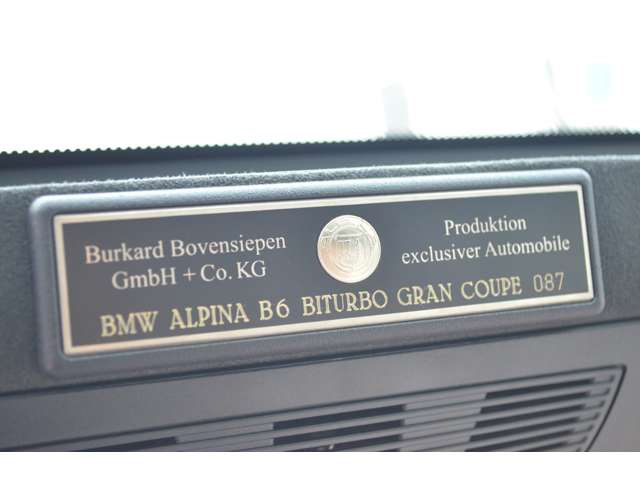 Burkard Bovensiepen
GmbH + Co. KG
Produktion
exclusiver Automobile
BMW ALPINA B6 BITURBO GRAN COUPE 087